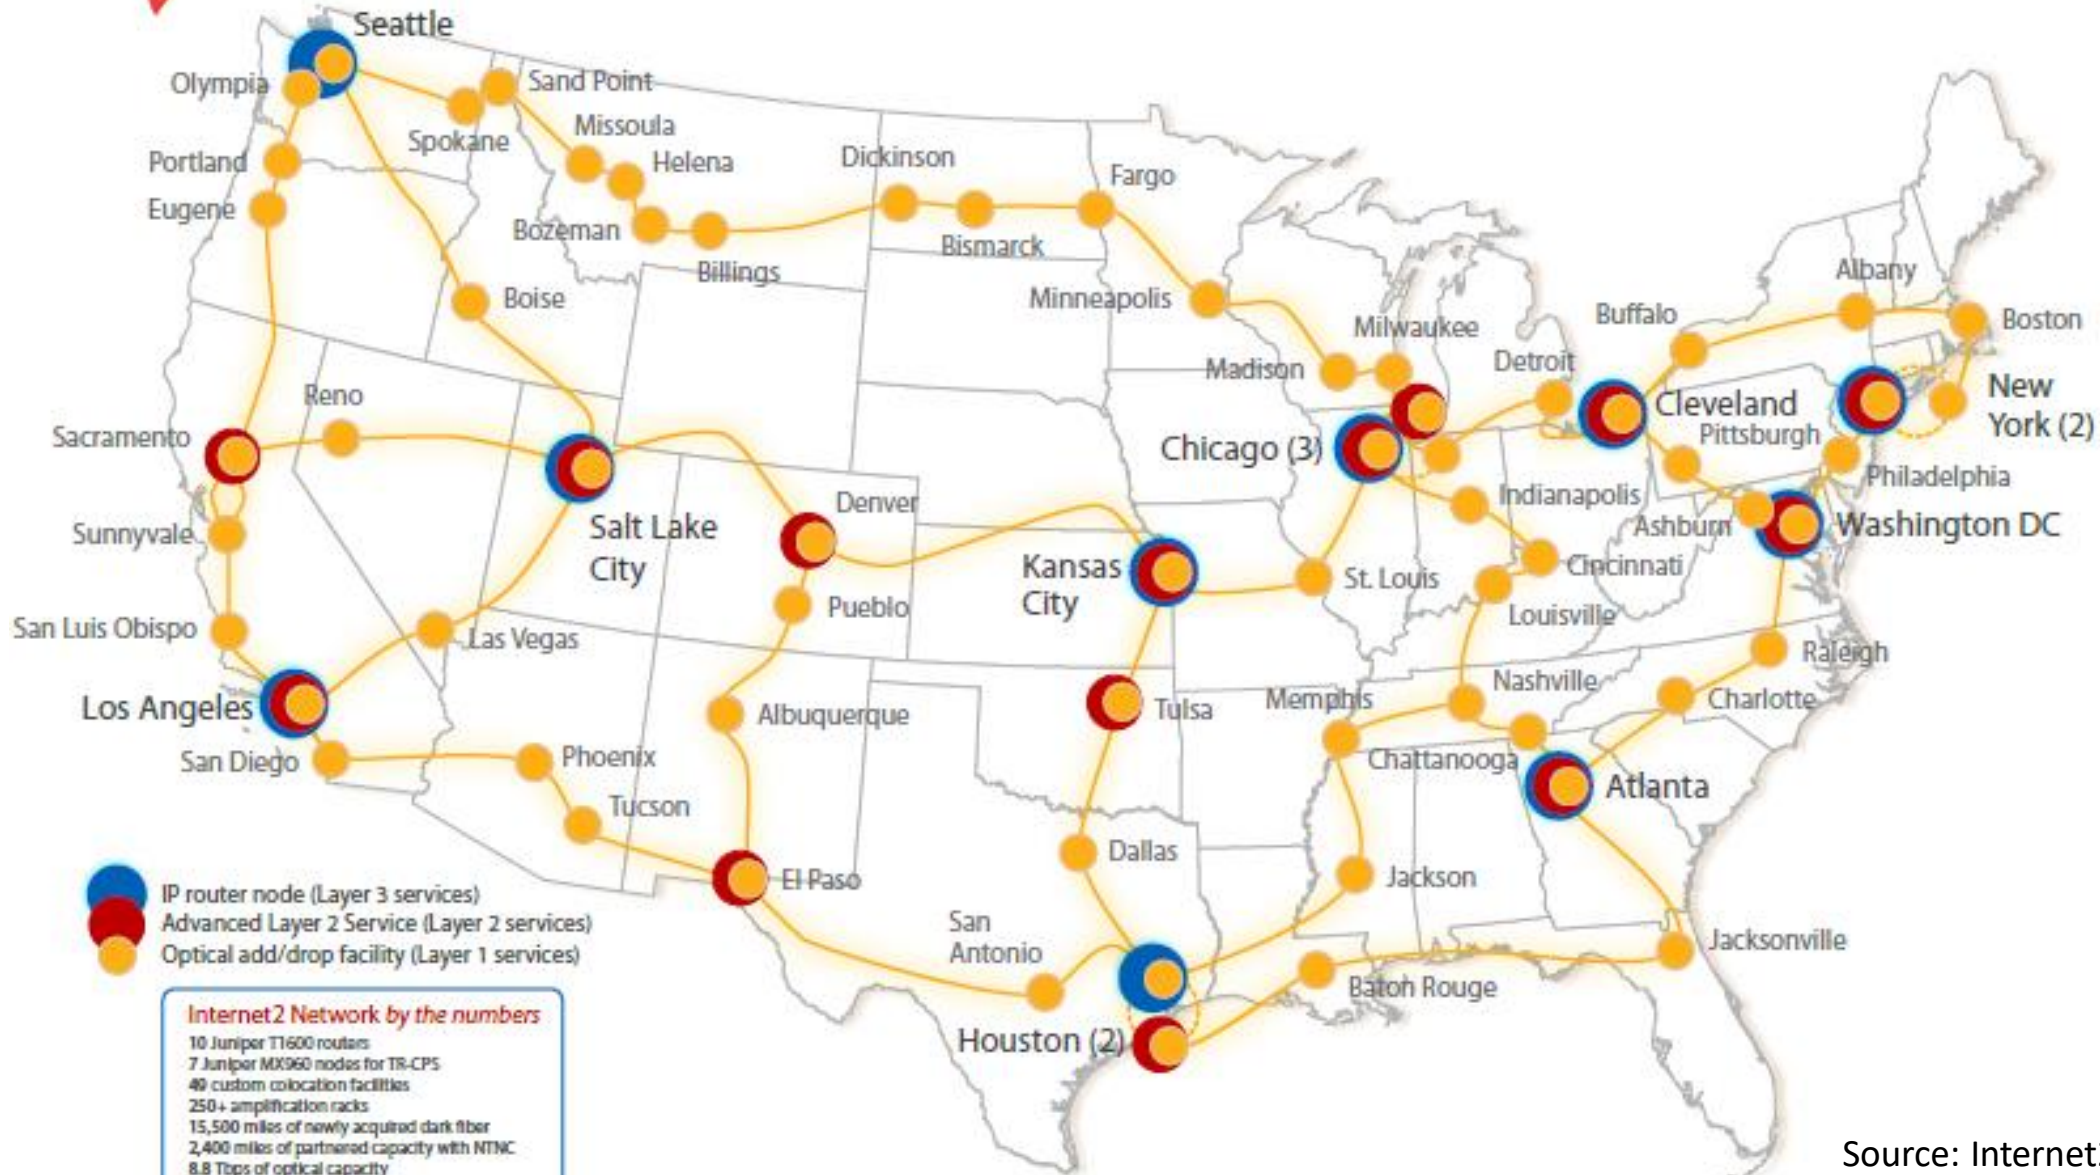 Seattle
Olympia
Sand Point
Spokane
Missoula
Helena
Portland
Eugene
Bozeman
Billings
Dickinson
Bismarck
Fargo
Boise
Minneapolis
Milwaukee
Madison
Detroit
Buffalo
Albany
Boston
Reno
Sacramento
Cleveland
Pittsburgh
New
York (2)
Chicago (3)
Philadelphia
Indianapolis
Ashburn
Washington DC
Denver
Salt Lake
City
Sunnyvale
Kansas
City
St. Louis
Cincinnati
Louisville
Pueblo
San Luis Obispo
Las Vegas
Raleigh
Los Angeles
Albuquerque
Tulsa
Memphis
Nashville
Charlotte
San Diego
Phoenix
Chattanooga
Atlanta
Tucson
Dallas
El Paso
Jackson
San
Antonio
Jacksonville
Baton Rouge
Houston (2)
IP router node (Layer 3 services)
Advanced Layer 2 Service (Layer 2 services)
Optical add/drop facility (Layer 1 services)
Internet2 Network by the numbers
10 Juniper T1600 routers
7 Juniper MX960 nodes for TR-CPS
49 custom colocation facilities
250+ amplification racks
15,500 miles of newly acquired dark fiber
2,400 miles of partnered capacity with NTNC
8.8 Tbps of optical capacity
Source: Internet